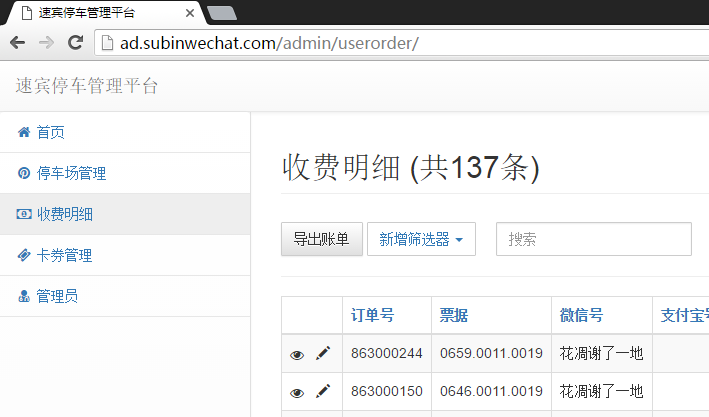 速宾停车管理平台
ad.subinwechat.com/admin/userorder/
速宾停车管理平台
首页
停车场管理
收费明细
卡券管理
管理员
收费明细 (共137条)
导出账单 新增筛选器 搜索
订单号 票据 微信号 支付宝号
863000244 0659.0011.0019 花凋谢了一地
863000150 0646.0011.0019 花凋谢了一地